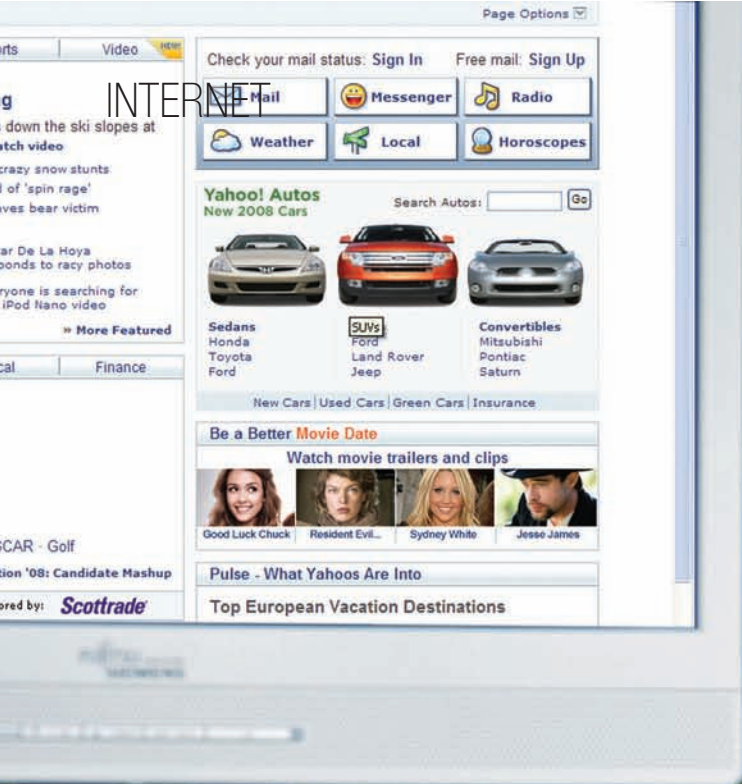 Page Options
rts | Video NEW!
INTERNET
g
down the ski slopes at
atch video
crazy snow stunts
l of 'spin rage'
aves bear victim
ar De La Hoya
ponds to racy photos
ryone is searching for
iPod Nano video
» More Featured
cal | Finance
SCAR - Golf
tion '08: Candidate Mashup
ored by: Scottrade
Check your mail status: Sign In Free mail: Sign Up
Mail Messenger Radio
Weather Local Horoscopes
Yahoo! Autos
New 2008 Cars
Search Autos: Go
Sedans SUVs Convertibles
Honda Ford Mitsubishi
Toyota Land Rover Pontiac
Ford Jeep Saturn
New Cars | Used Cars | Green Cars | Insurance
Be a Better Movie Date
Watch movie trailers and clips
Good Luck Chuck Resident Evil... Sydney White Jesse James
Pulse - What Yahoos Are Into
Top European Vacation Destinations